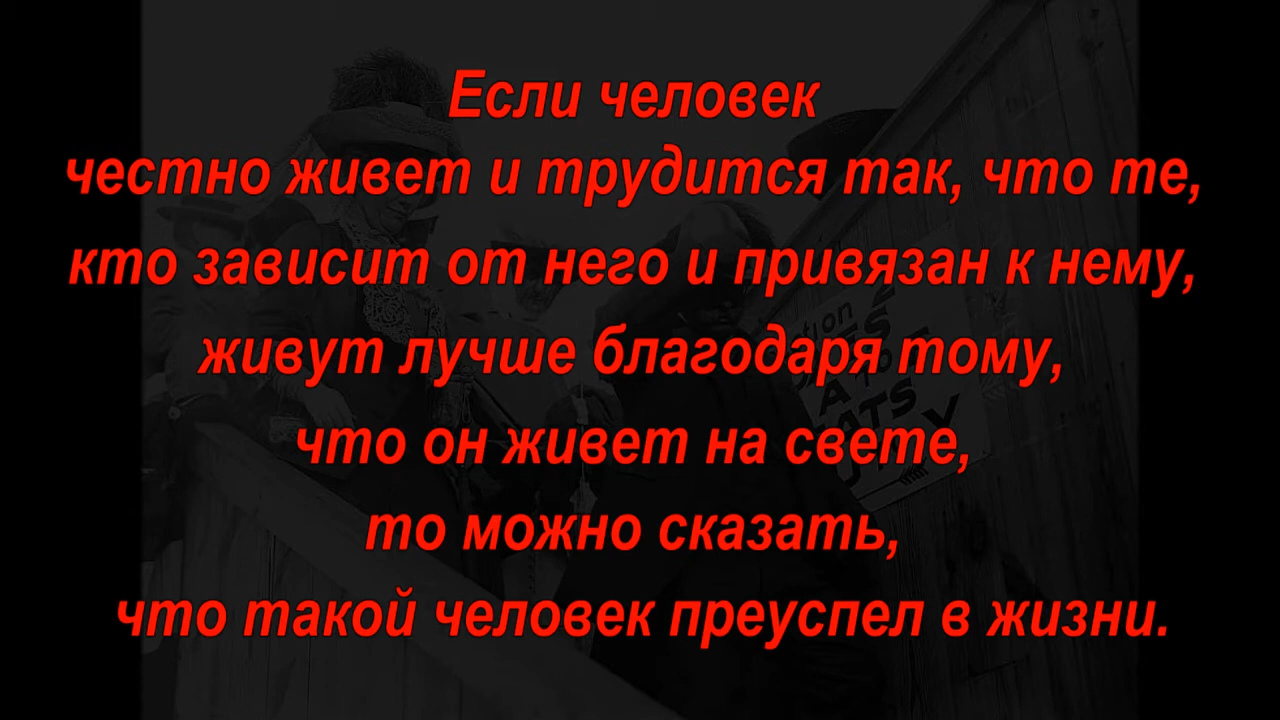 Если человек
честно живет и трудится так, что те,
кто зависит от него и привязан к нему,
живут лучше благодаря тому,
что он живет на свете,
то можно сказать,
что такой человек преуспел в жизни.
A TO